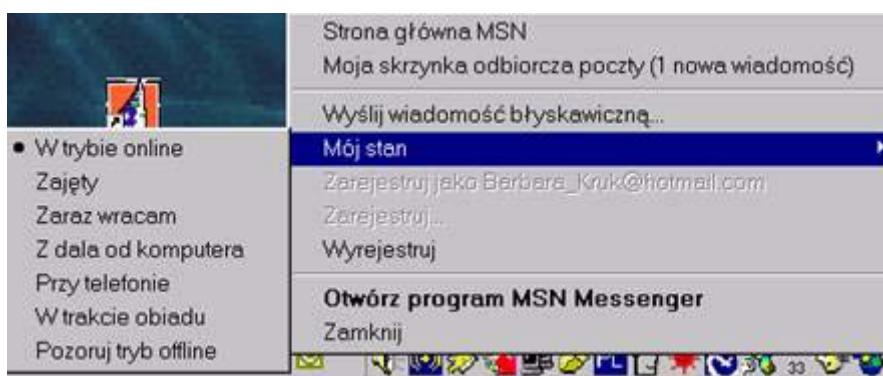 Strona główna MSN
Moja skrzynka odbiorcza poczty (1 nowa wiadomość)
Wyślij wiadomość błyskawiczną...
Mój stan
Zarejestruj jako Barbara_Kruk@hotmail.com
Zarejestruj...
Wyrejestruj
Otwórz program MSN Messenger
Zamknij
W trybie online
Zajęty
Zaraz wracam
Z dala od komputera
Przy telefonie
W trakcie obiadu
Pozoruj tryb offline
PL 33